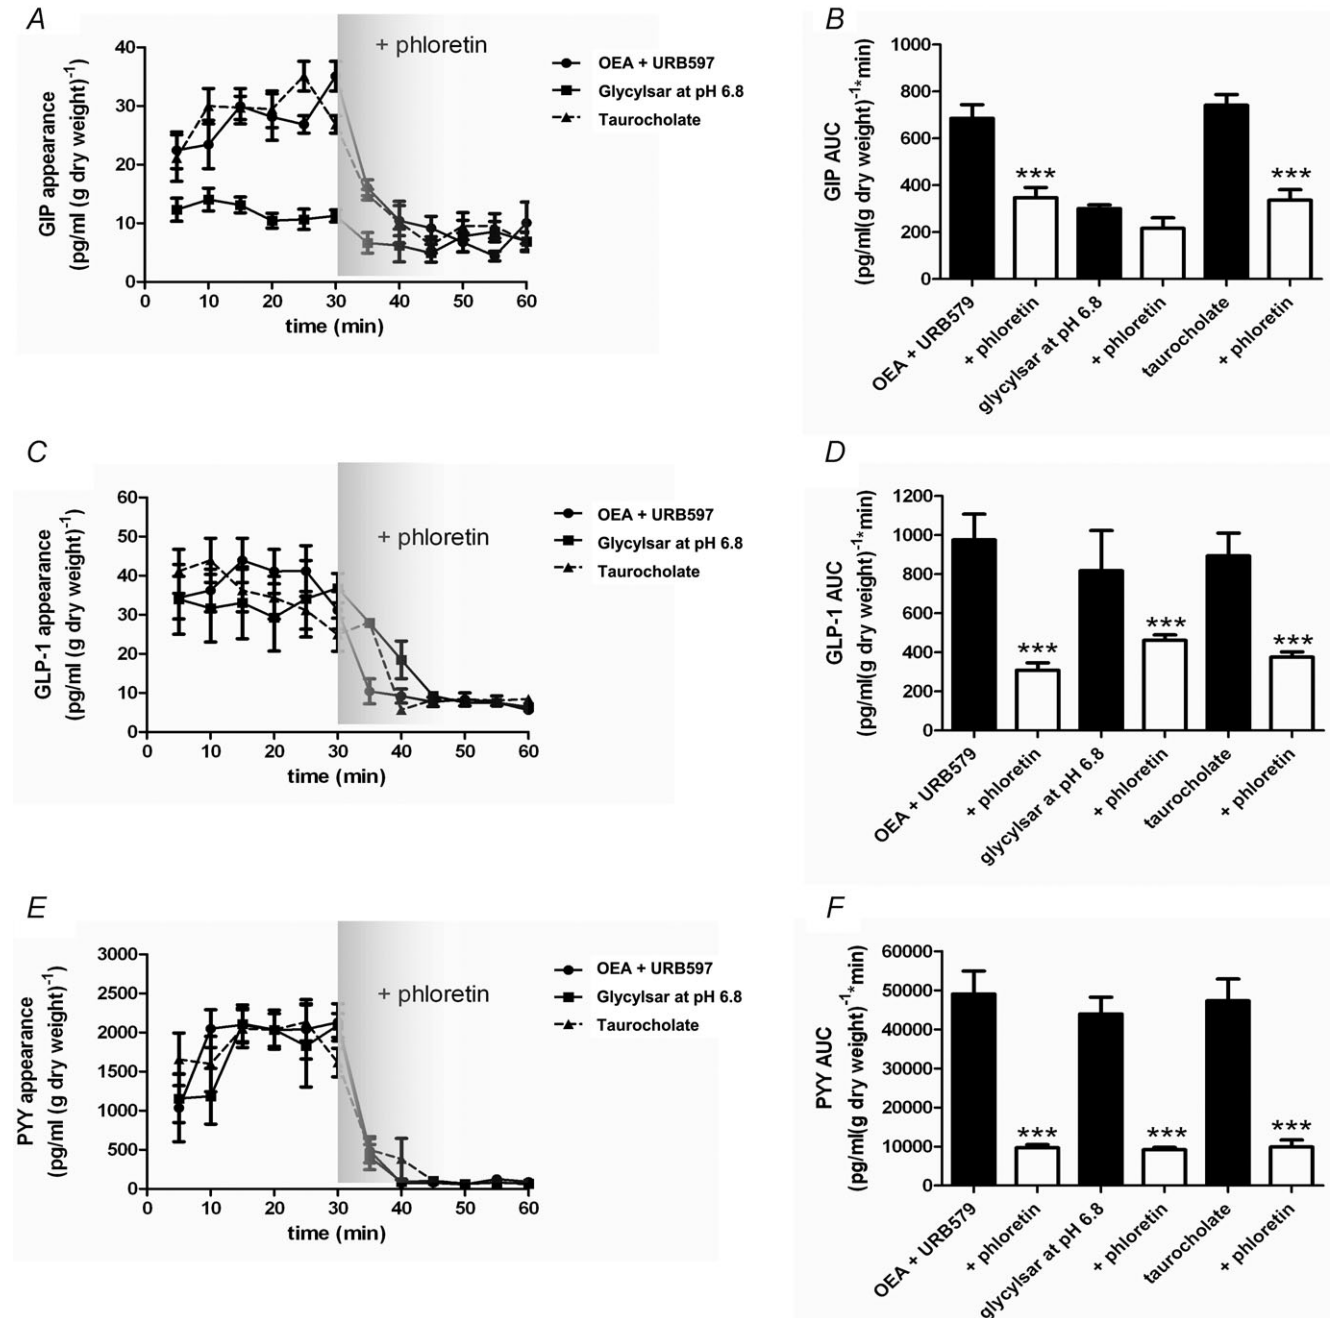 A
+ phloretin
OEA + URB597
Glycylsar at pH 6.8
Taurocholate
GIP appearance
(pg/ml (g dry weight)-1)
40
30
20
10
0
0 10 20 30 40 50 60
time (min)
B
GIP AUC
(pg/ml(g dry weight)-1*min)
1000
800
600
400
200
0
*** ***
OEA + URB579
+ phloretin
glycylsar at pH 6.8
+ phloretin
taurocholate
+ phloretin
C
+ phloretin
OEA + URB597
Glycylsar at pH 6.8
Taurocholate
GLP-1 appearance
(pg/ml (g dry weight)-1)
60
50
40
30
20
10
0
0 10 20 30 40 50 60
time (min)
D
GLP-1 AUC
(pg/ml(g dry weight)-1*min)
1200
1000
800
600
400
200
0
*** *** ***
OEA + URB579
+ phloretin
glycylsar at pH 6.8
+ phloretin
taurocholate
+ phloretin
E
+ phloretin
OEA + URB597
Glycylsar at pH 6.8
Taurocholate
PYY appearance
(pg/ml (g dry weight)-1)
3000
2500
2000
1500
1000
500
0
0 10 20 30 40 50 60
time (min)
F
PYY AUC
(pg/ml(g dry weight)-1*min)
60000
50000
40000
30000
20000
10000
0
*** *** ***
OEA + URB579
+ phloretin
glycylsar at pH 6.8
+ phloretin
taurocholate
+ phloretin